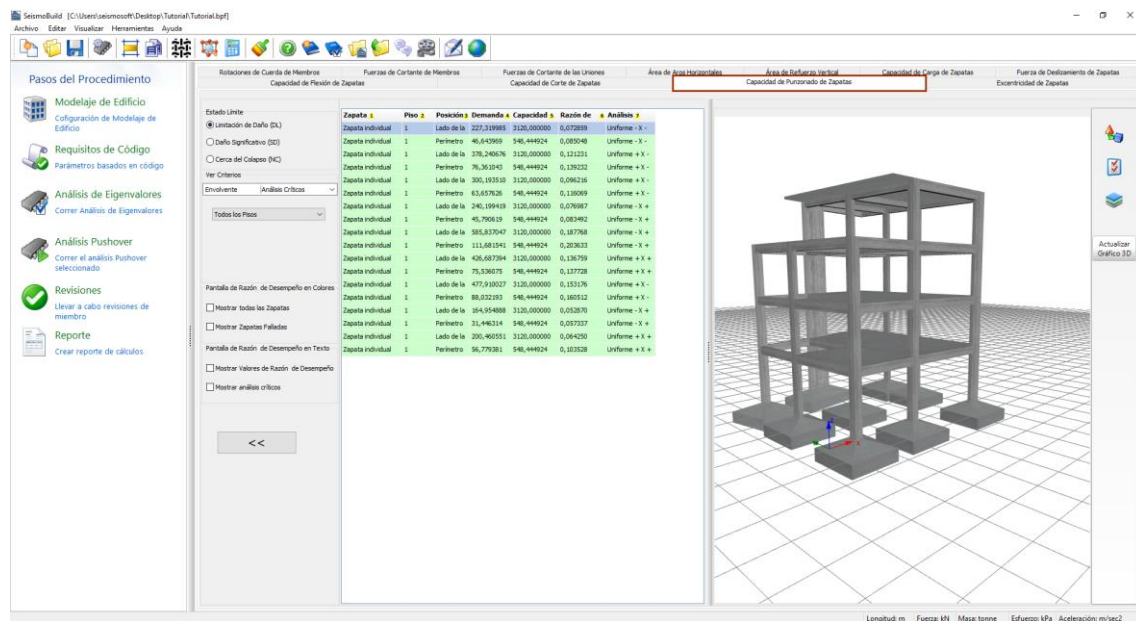 SeismoBuild [C:\Users\seismosoft\Desktop\Tutorial\Tutorial.bpf]
Archivo Editar Visualizar Herramientas Ayuda
Pasos del Procedimiento
Modelaje de Edificio
Cofiguración de Modelaje de
Edificio
Requisitos de Código
Parámetros basados en código
Análisis de Eigenvalores
Correr Análisis de Eigenvalores
Análisis Pushover
Correr el análisis Pushover
seleccionado
Revisiones
Llevar a cabo revisiones de
miembro
Reporte
Crear reporte de cálculos
Rotaciones de Cuerda de Miembros Fuerzas de Cortante de Miembros Fuerzas de Cortante de las Uniones Área de Aros Horizontales Área de Refuerzo Vertical Capacidad de Carga de Zapatas Fuerza de Deslizamiento de Zapatas
Capacidad de Flexión de Zapatas Capacidad de Corte de Zapatas Capacidad de Punzonado de Zapatas Excentricidad de Zapatas
Estado Límite
Limitación de Daño (DL)
Daño Significativo (SD)
Cerca del Colapso (NC)
Ver Criterios
Envolvente Análisis Críticos
Todos los Pisos
Pantalla de Razón de Desempeño en Colores
Mostrar todas las Zapatas
Mostrar Zapatas Falladas
Pantalla de Razón de Desempeño en Texto
Mostrar Valores de Razón de Desempeño
Mostrar análisis críticos
<<
Zapata 1 Piso 2 Posición 3 Demanda 4 Capacidad 5 Razón de 6 Análisis 7
Zapata individual 1 Lado de la 227,319985 3120,000000 0,072859 Uniforme - X -
Zapata individual 1 Perímetro 46,643969 548,444924 0,085048 Uniforme - X -
Zapata individual 1 Lado de la 378,240676 3120,000000 0,121231 Uniforme + X -
Zapata individual 1 Perímetro 76,361043 548,444924 0,139232 Uniforme + X -
Zapata individual 1 Lado de la 300,193510 3120,000000 0,096216 Uniforme + X -
Zapata individual 1 Perímetro 63,657626 548,444924 0,116069 Uniforme + X -
Zapata individual 1 Lado de la 240,199419 3120,000000 0,076987 Uniforme - X +
Zapata individual 1 Perímetro 45,790619 548,444924 0,083492 Uniforme - X +
Zapata individual 1 Lado de la 585,837047 3120,000000 0,187768 Uniforme - X +
Zapata individual 1 Perímetro 111,681541 548,444924 0,203633 Uniforme - X +
Zapata individual 1 Lado de la 426,687394 3120,000000 0,136759 Uniforme + X +
Zapata individual 1 Perímetro 75,536075 548,444924 0,137728 Uniforme + X +
Zapata individual 1 Lado de la 477,910027 3120,000000 0,153176 Uniforme + X -
Zapata individual 1 Perímetro 88,032193 548,444924 0,160512 Uniforme + X -
Zapata individual 1 Lado de la 164,954888 3120,000000 0,052870 Uniforme - X +
Zapata individual 1 Perímetro 31,446314 548,444924 0,057337 Uniforme - X +
Zapata individual 1 Lado de la 200,460551 3120,000000 0,064250 Uniforme + X +
Zapata individual 1 Perímetro 56,779381 548,444924 0,103528 Uniforme + X +
Actualizar
Gráfico 3D
Longitud: m Fuerza: kN Masa: tonne Esfuerzo: kPa Aceleración: m/sec2